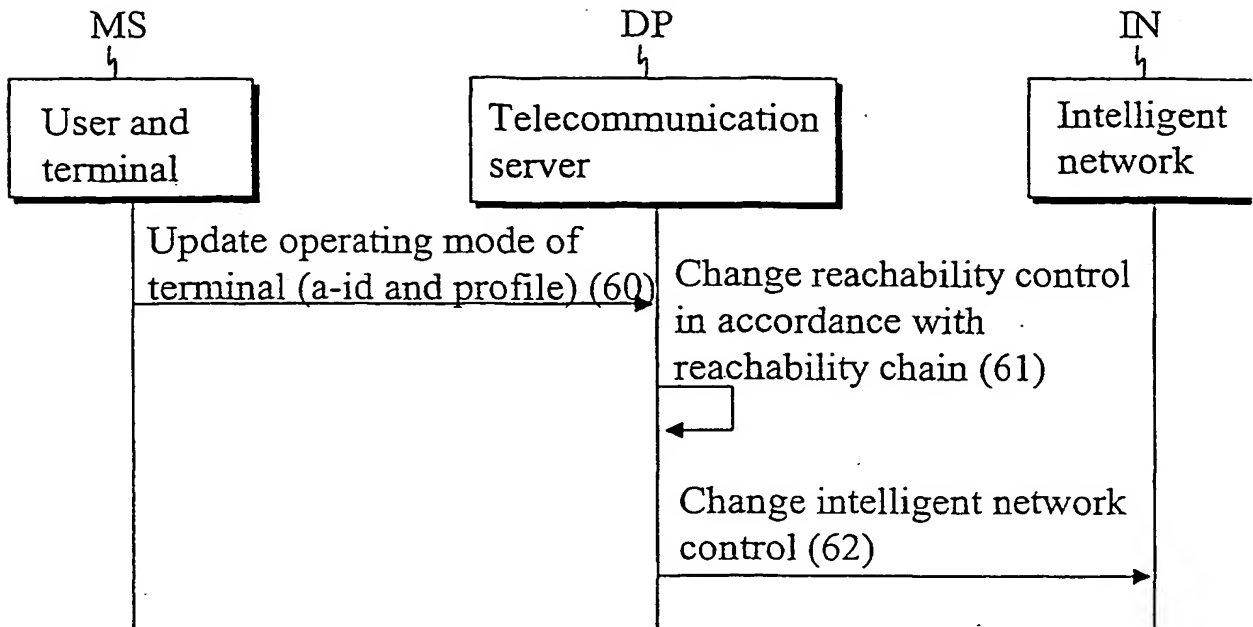 MS
DP
IN
User and
terminal
Telecommunication
server
Intelligent
network
Update operating mode of
terminal (a-id and profile) (60)
Change reachability control
in accordance with
reachability chain (61)
Change intelligent network
control (62)